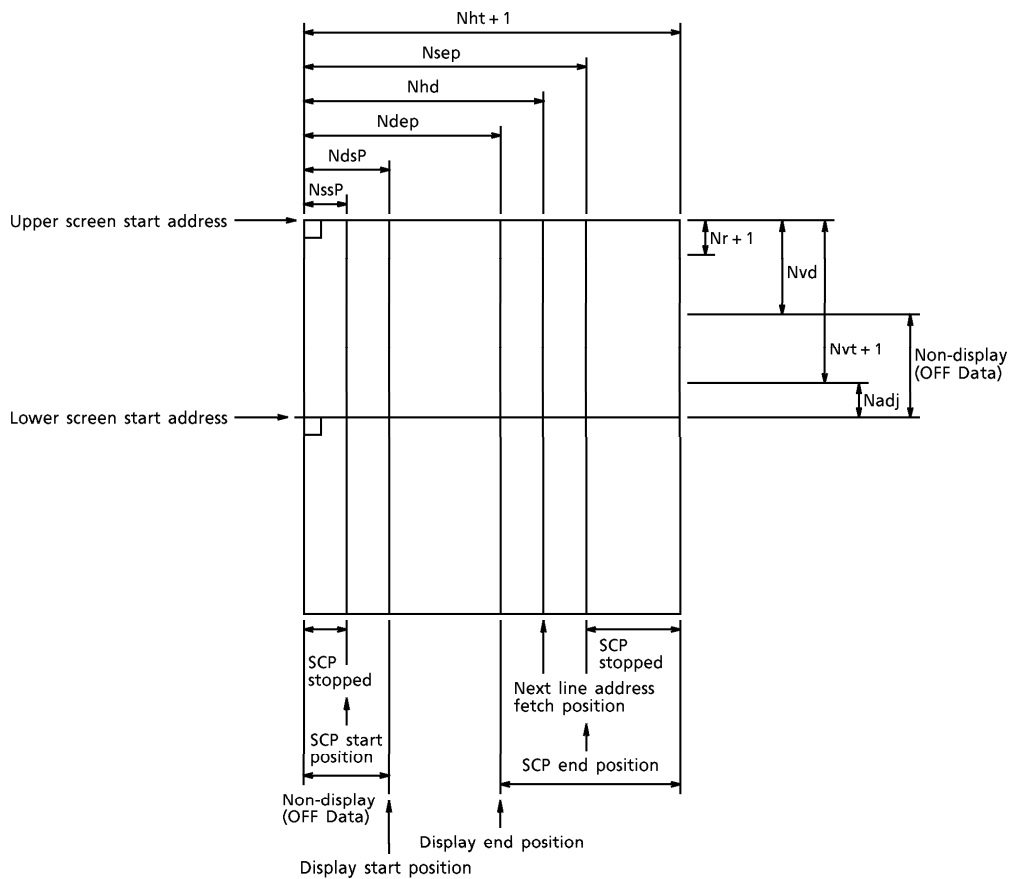 Nht + 1
Nsep
Nhd
Ndep
NdsP
NssP
Upper screen start address
Nr + 1
Nvd
Nvt + 1
Non-display
(OFF Data)
Nadj
Lower screen start address
SCP
stopped
SCP
stopped
Next line address
fetch position
SCP start
position
SCP end position
Non-display
(OFF Data)
Display end position
Display start position